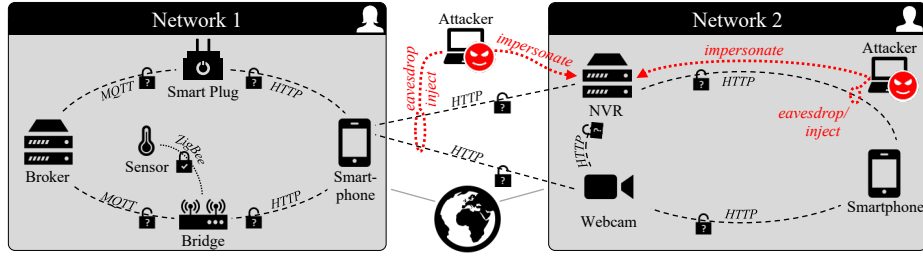 Network 1
Attacker
Network 2
impersonate
impersonate
Attacker
eavesdrop
inject
MQTT
?
Smart Plug
?
HTTP
HTTP
?
NVR
?
HTTP
eavesdrop/
inject
ZigBee
Sensor
Broker
Smart-
phone
HTTP
?
HTTP
?
MQTT
?
Bridge
?
HTTP
Webcam
?
HTTP
Smartphone